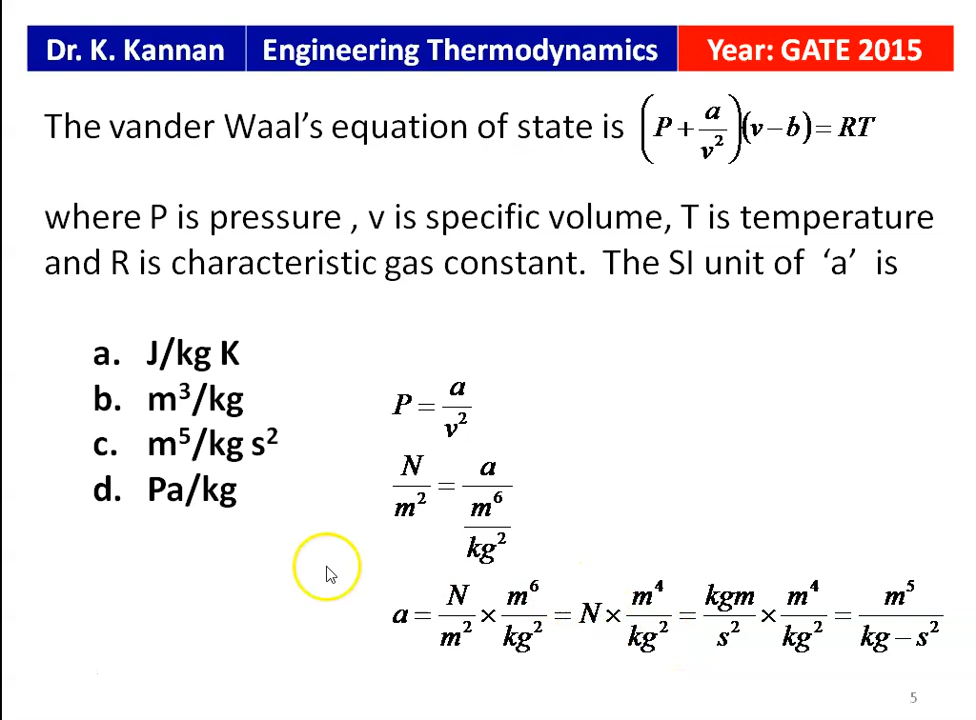 Dr. K. Kannan Engineering Thermodynamics Year: GATE 2015
The vander Waal's equation of state is (P + a/v²)(v − b) = RT
where P is pressure , v is specific volume, T is temperature
and R is characteristic gas constant. The SI unit of 'a' is
a. J/kg K
b. m³/kg
c. m⁵/kg s²
d. Pa/kg
P = a/v²
N/m² = a/(m⁶/kg²)
a = N/m² × m⁶/kg² = N × m⁴/kg² = kgm/s² × m⁴/kg² = m⁵/kg − s²
5